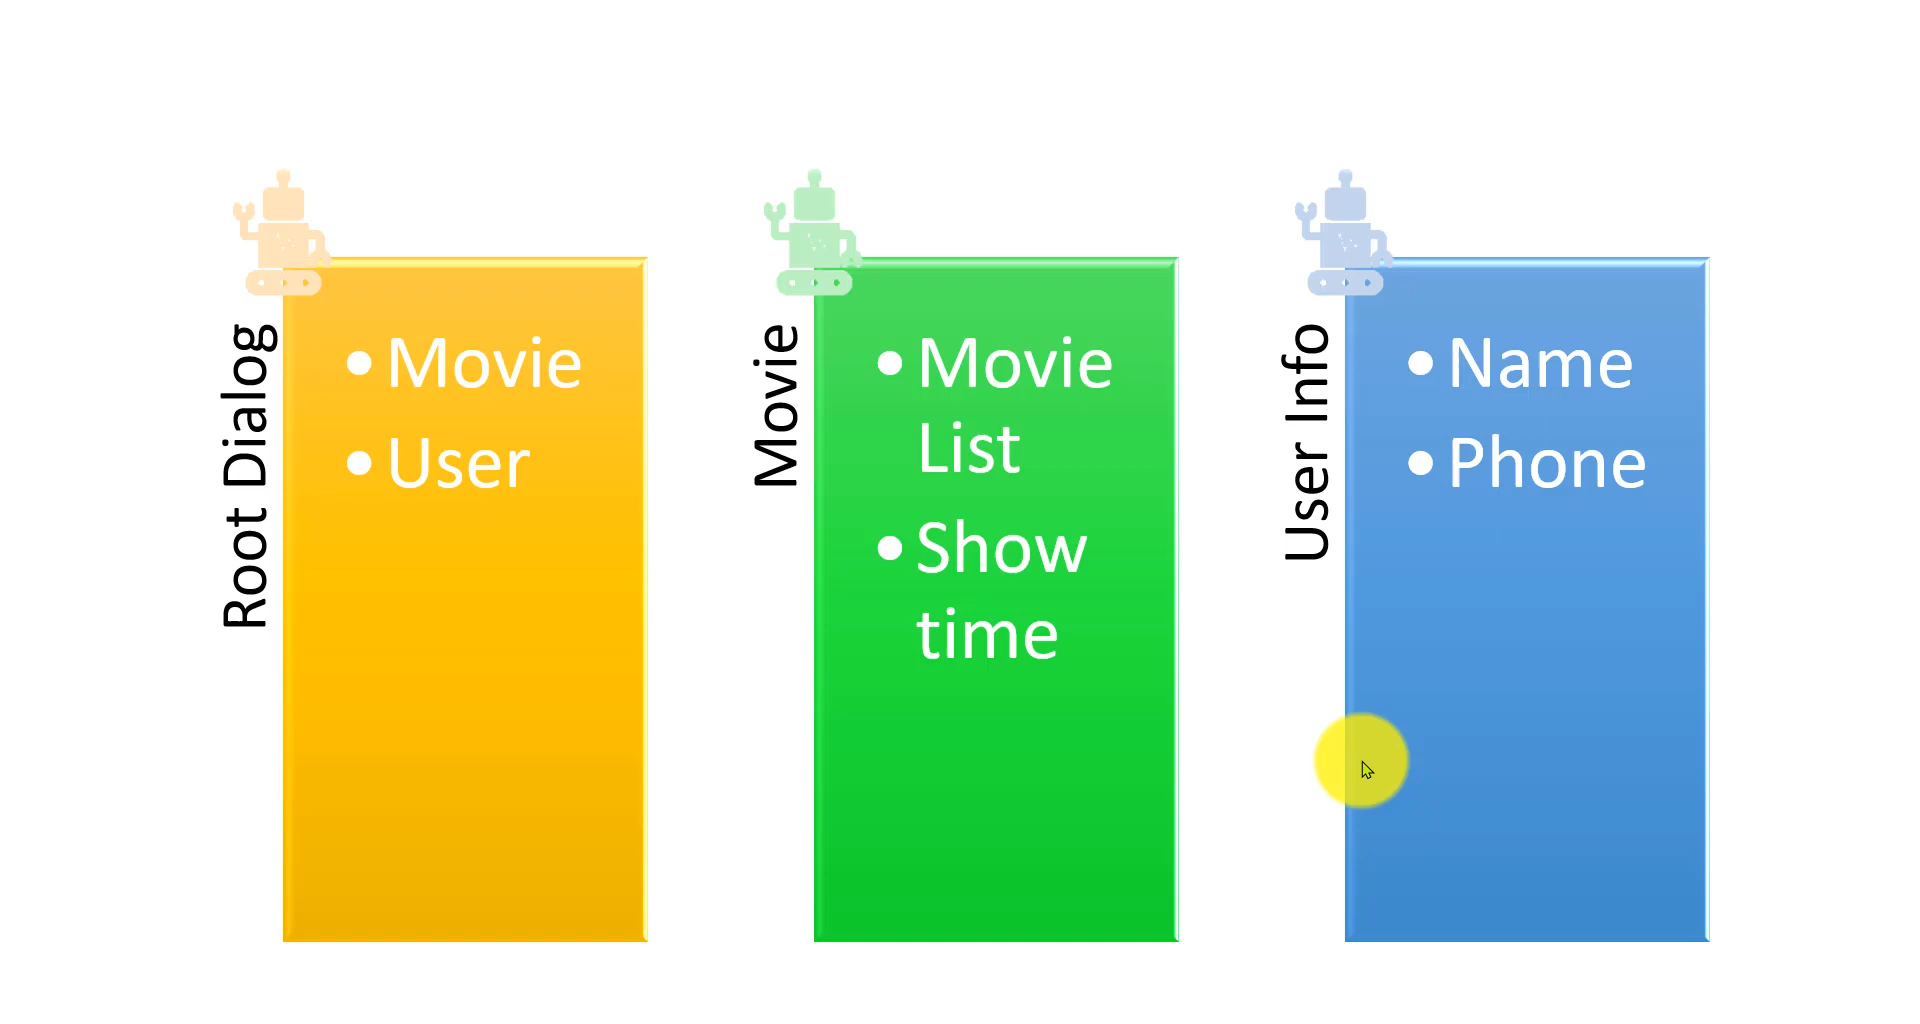 Root Dialog
• Movie
• User
Movie
• Movie
List
• Show
time
User Info
• Name
• Phone